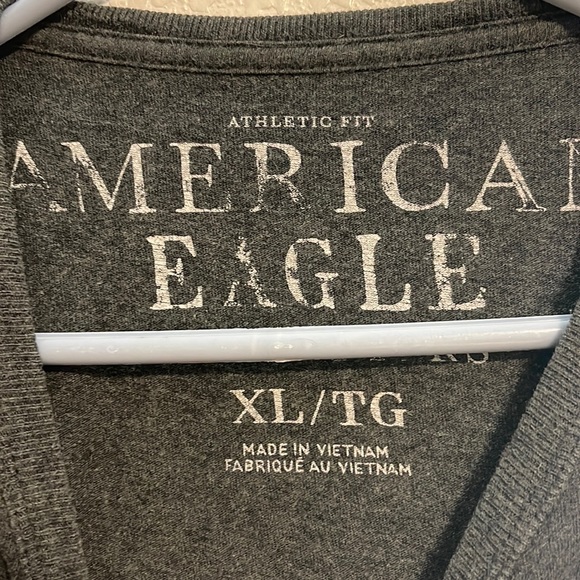 ATHLETIC FIT
AMERICAN
EAGLE
XL/TG
MADE IN VIETNAM
FABRIQUÉ AU VIETNAM